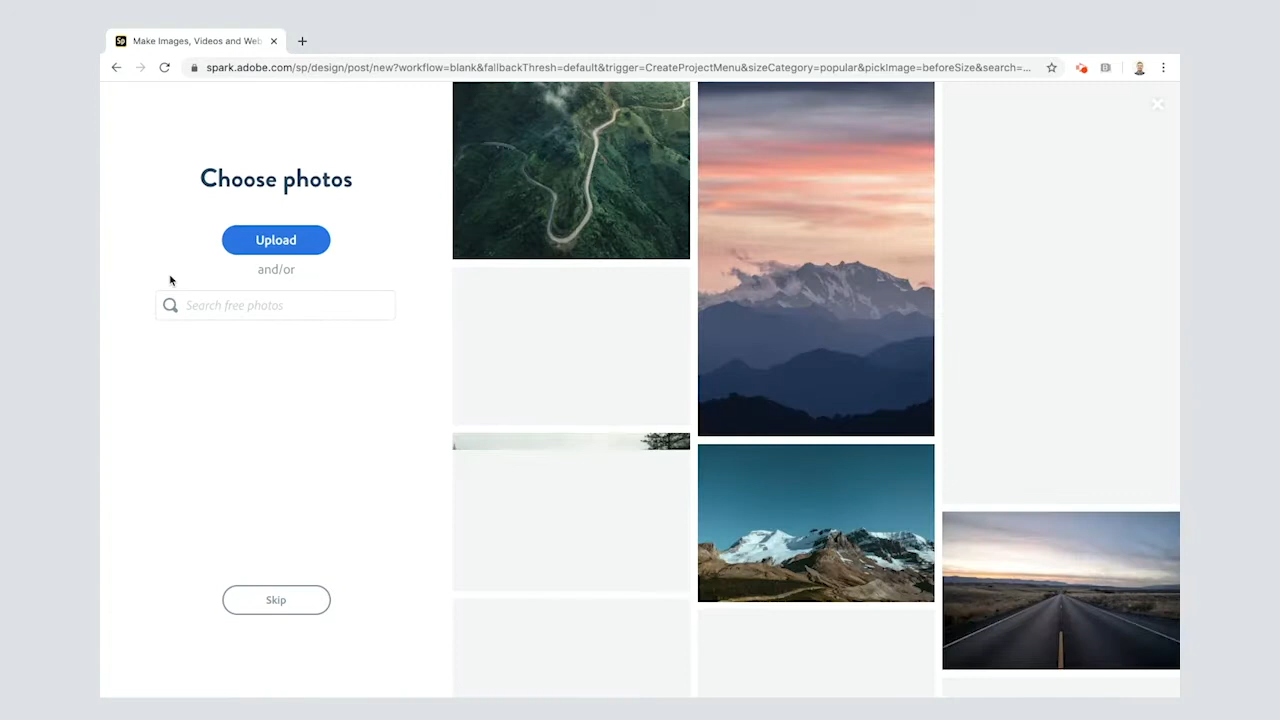 Sp Make Images, Videos and Web
spark.adobe.com/sp/design/post/new?workflow=blank&fallbackThresh=default&trigger=CreateProjectMenu&sizeCategory=popular&pickImage=beforeSize&search=...
Choose photos
Upload
and/or
Search free photos
Skip